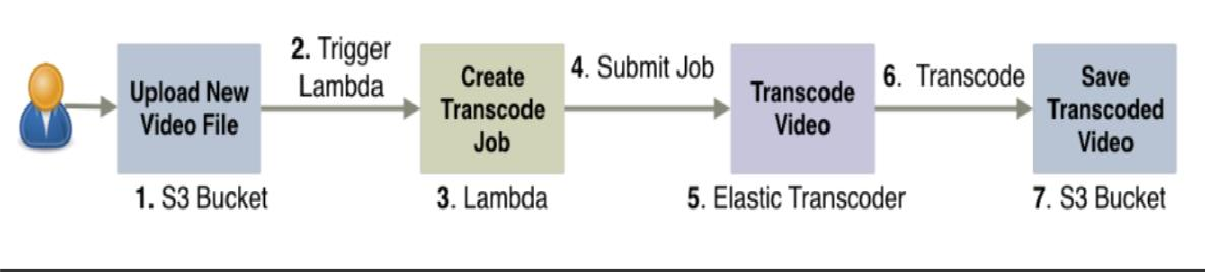 Upload New
Video File
1. S3 Bucket
2. Trigger
Lambda
Create
Transcode
Job
3. Lambda
4. Submit Job
Transcode
Video
5. Elastic Transcoder
6. Transcode
Save
Transcoded
Video
7. S3 Bucket